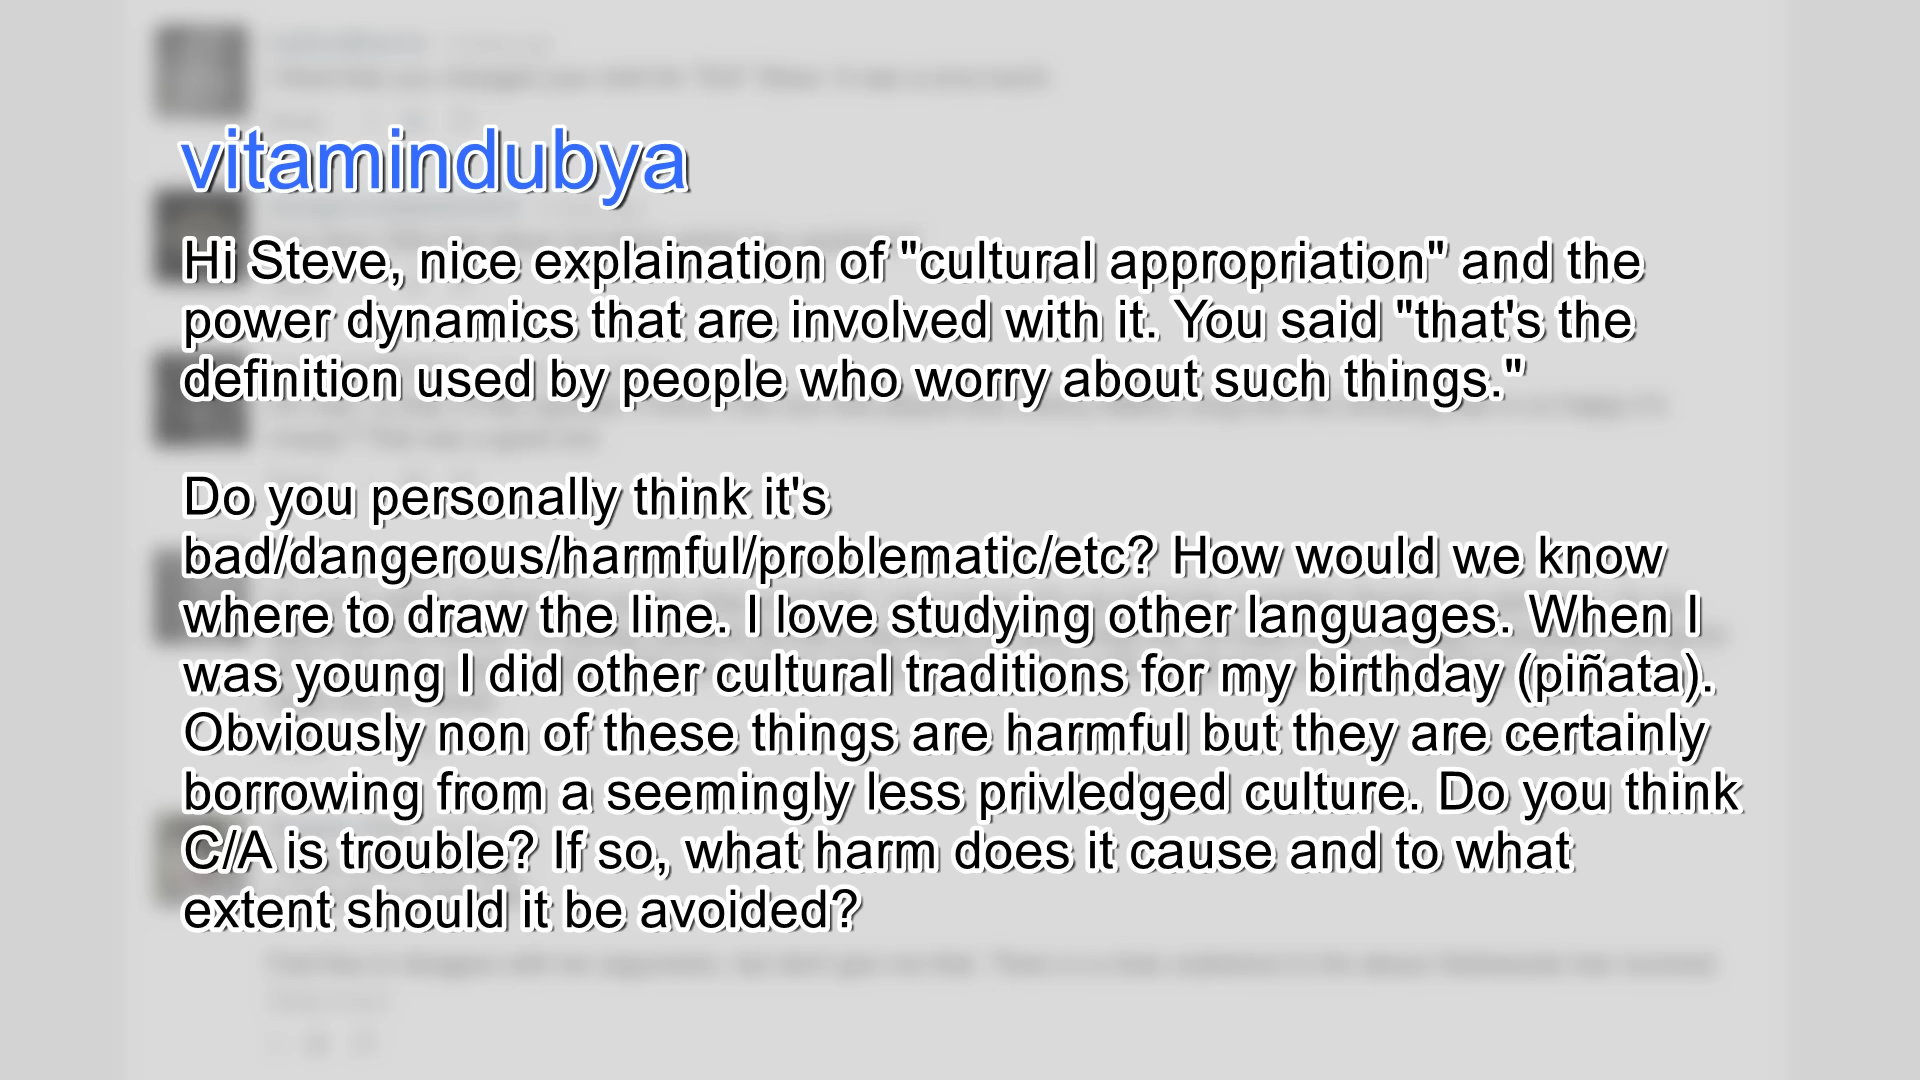 vitamindubya
Hi Steve, nice explaination of "cultural appropriation" and the
power dynamics that are involved with it. You said "that's the
definition used by people who worry about such things."
Do you personally think it's
bad/dangerous/harmful/problematic/etc? How would we know
where to draw the line. I love studying other languages. When I
was young I did other cultural traditions for my birthday (piñata).
Obviously non of these things are harmful but they are certainly
borrowing from a seemingly less privledged culture. Do you think
C/A is trouble? If so, what harm does it cause and to what
extent should it be avoided?